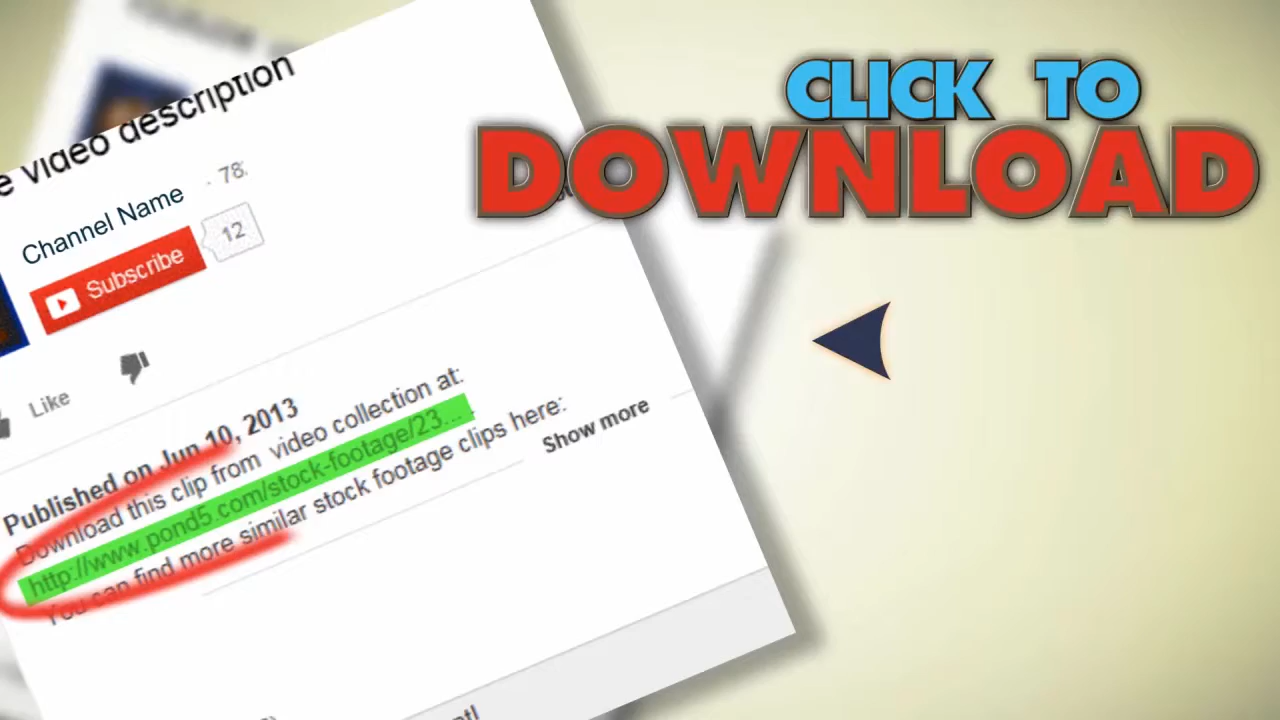 CLICK TO
DOWNLOAD
video description
Channel Name
Subscribe
12
Like
Published on Jun 10, 2013
Download this clip from video collection at:
http://www.pond5.com/stock-footage/23...
You can find more similar stock footage clips here:
Show more